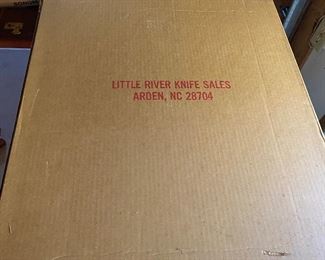 LITTLE RIVER KNIFE SALES
ARDEN, NC 28704